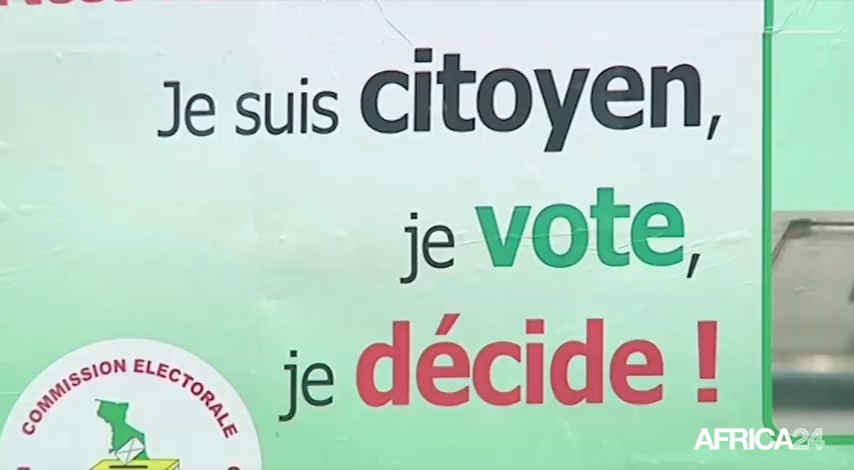 Je suis citoyen,
je vote,
je décide !
COMMISSION ELECTORALE
AFRICA24